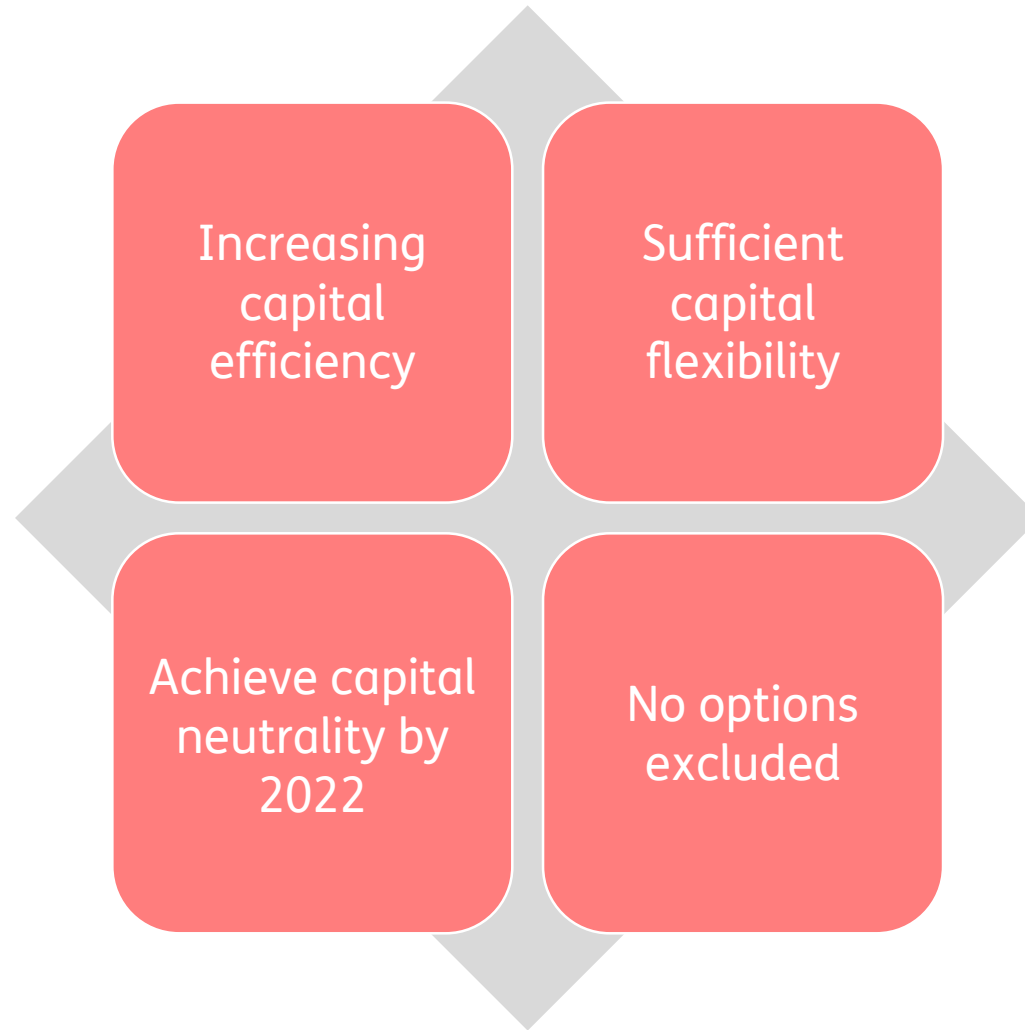 Increasing
capital
efficiency
Sufficient
capital
flexibility
Achieve capital
neutrality by
2022
No options
excluded